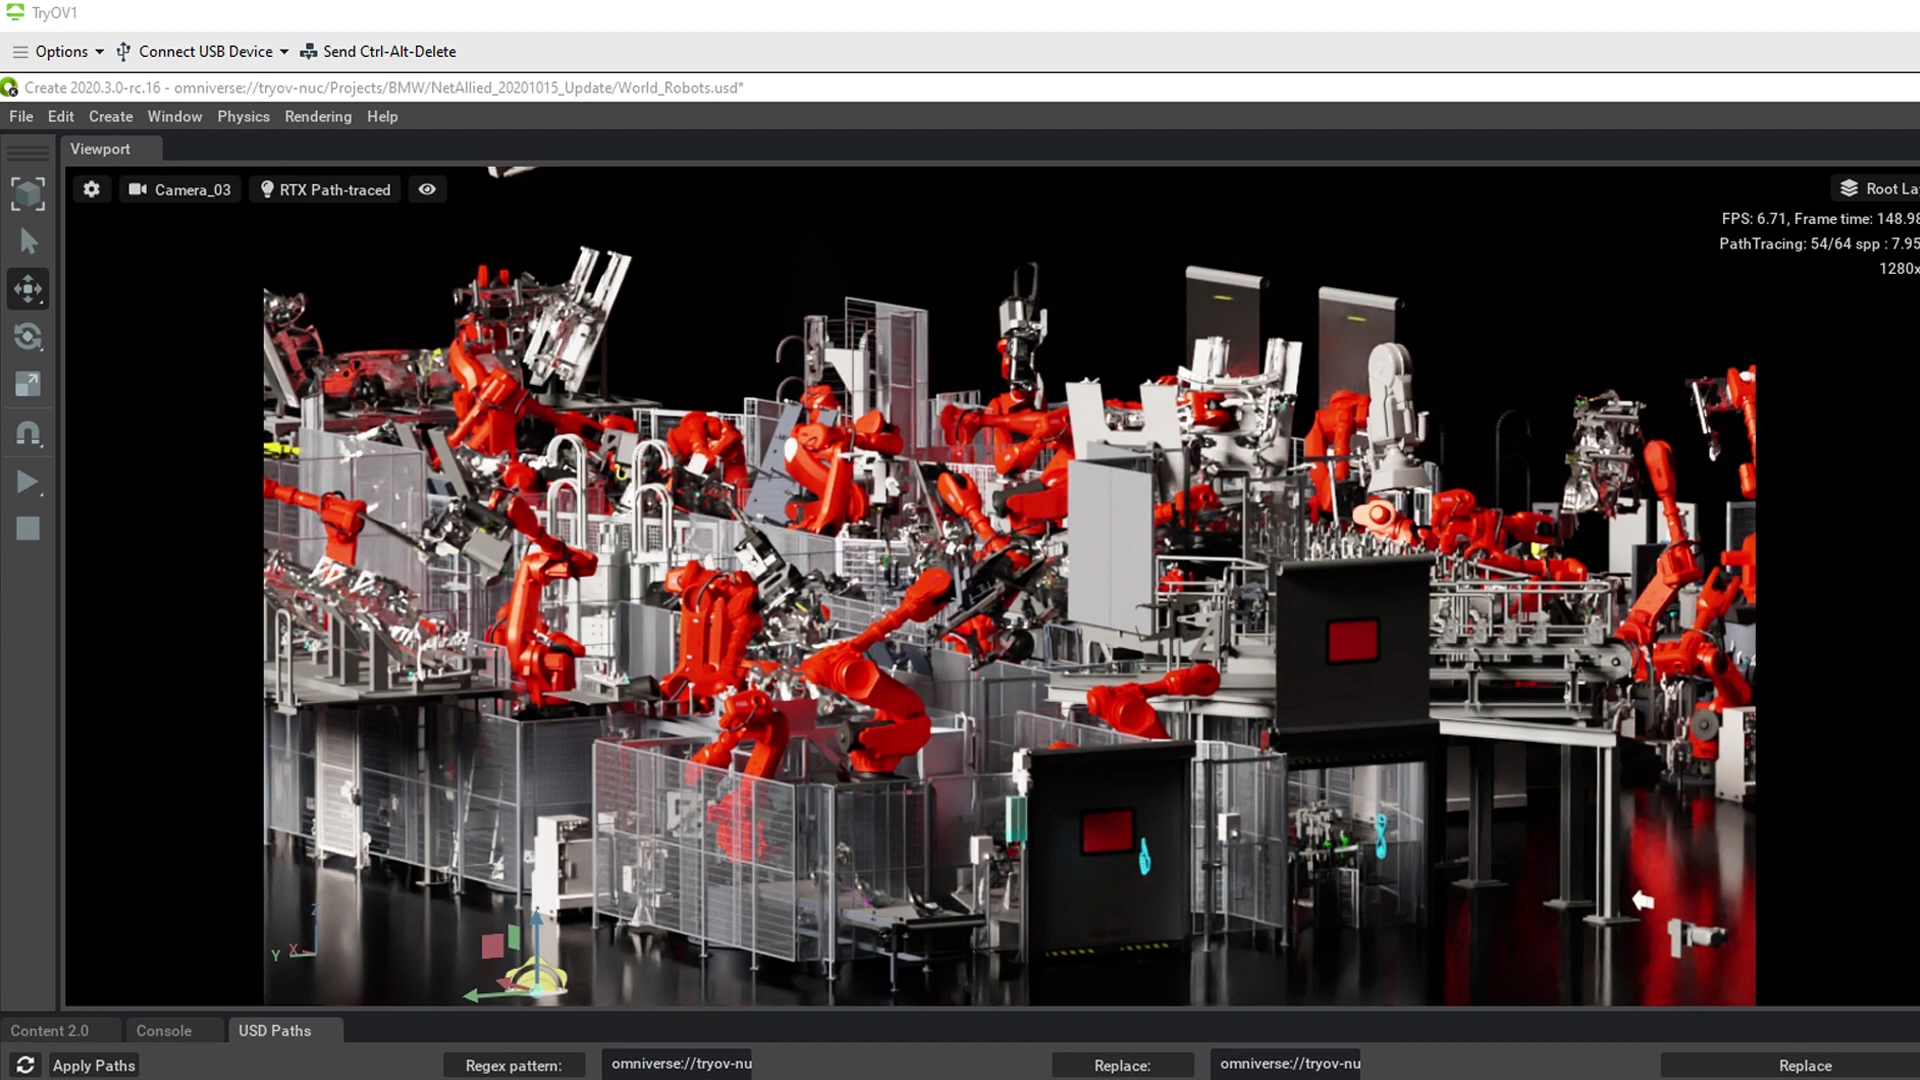 TryOV1
Options Connect USB Device Send Ctrl-Alt-Delete
Create 2020.3.0-rc.16 - omniverse://tryov-nuc/Projects/BMW/NetAllied_20201015_Update/World_Robots.usd*
File Edit Create Window Physics Rendering Help
Viewport
Camera_03 RTX Path-traced Root La
FPS: 6.71, Frame time: 148.98
PathTracing: 54/64 spp : 7.95
1280x
Z
Y X
Content 2.0 Console USD Paths
Apply Paths Regex pattern: omniverse://tryov-nu Replace: omniverse://tryov-nu Replace